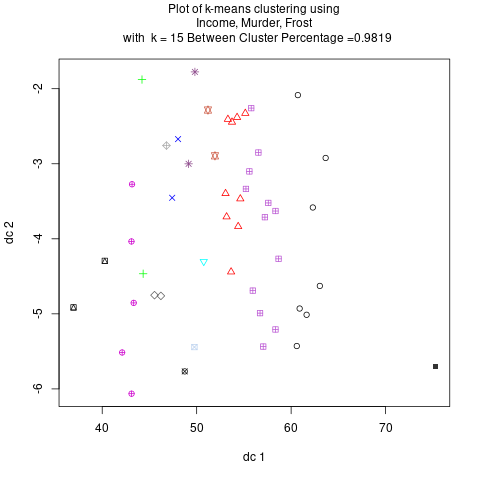 Plot of k-means clustering using
Income, Murder, Frost
with k = 15 Between Cluster Percentage =0.9819
dc 2
-2
-3
-4
-5
-6
40 50 60 70
dc 1